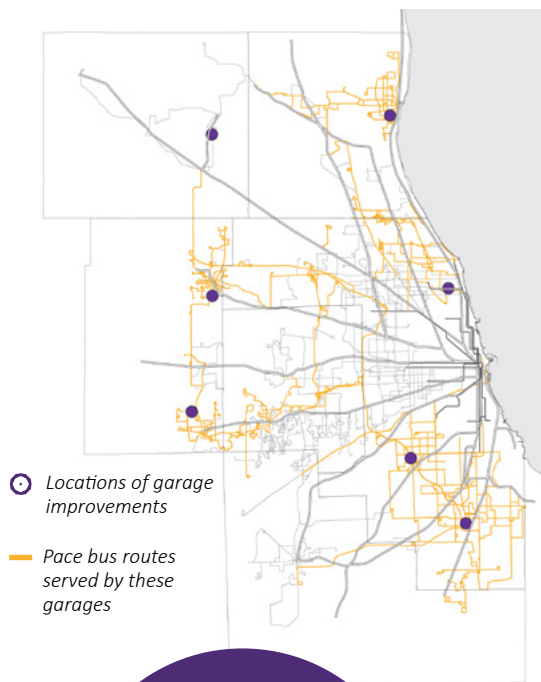 Locations of garage
improvements
Pace bus routes
served by these
garages